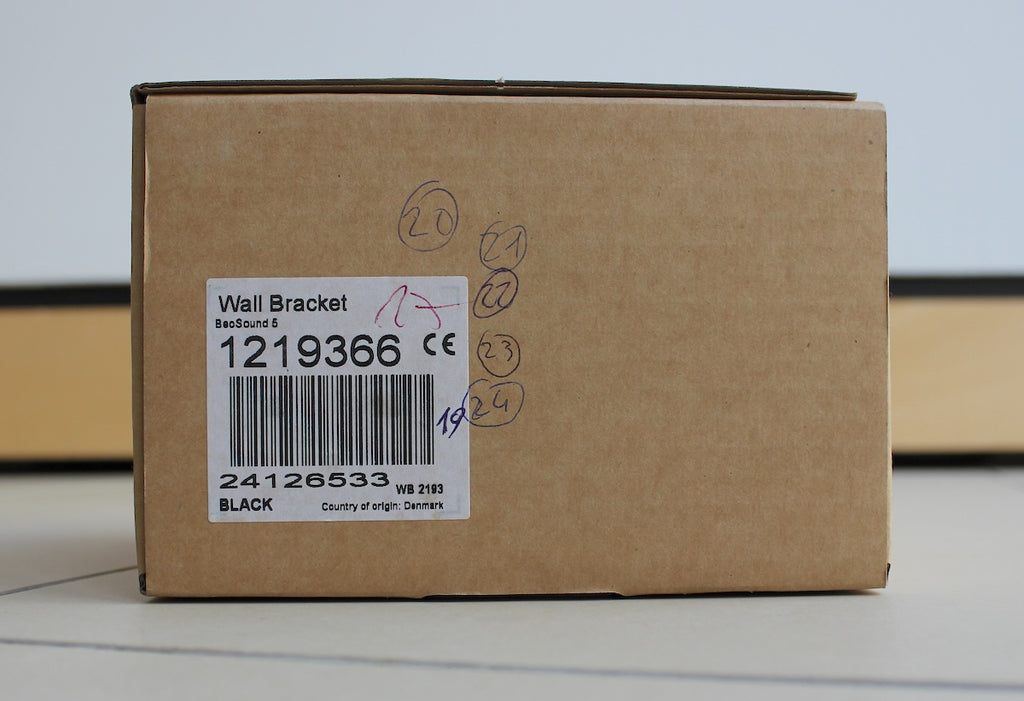 20
21
22
23
24
Wall Bracket
17
BeoSound 5
1219366 CE
19
24126533 WB 2193
BLACK Country of origin: Denmark